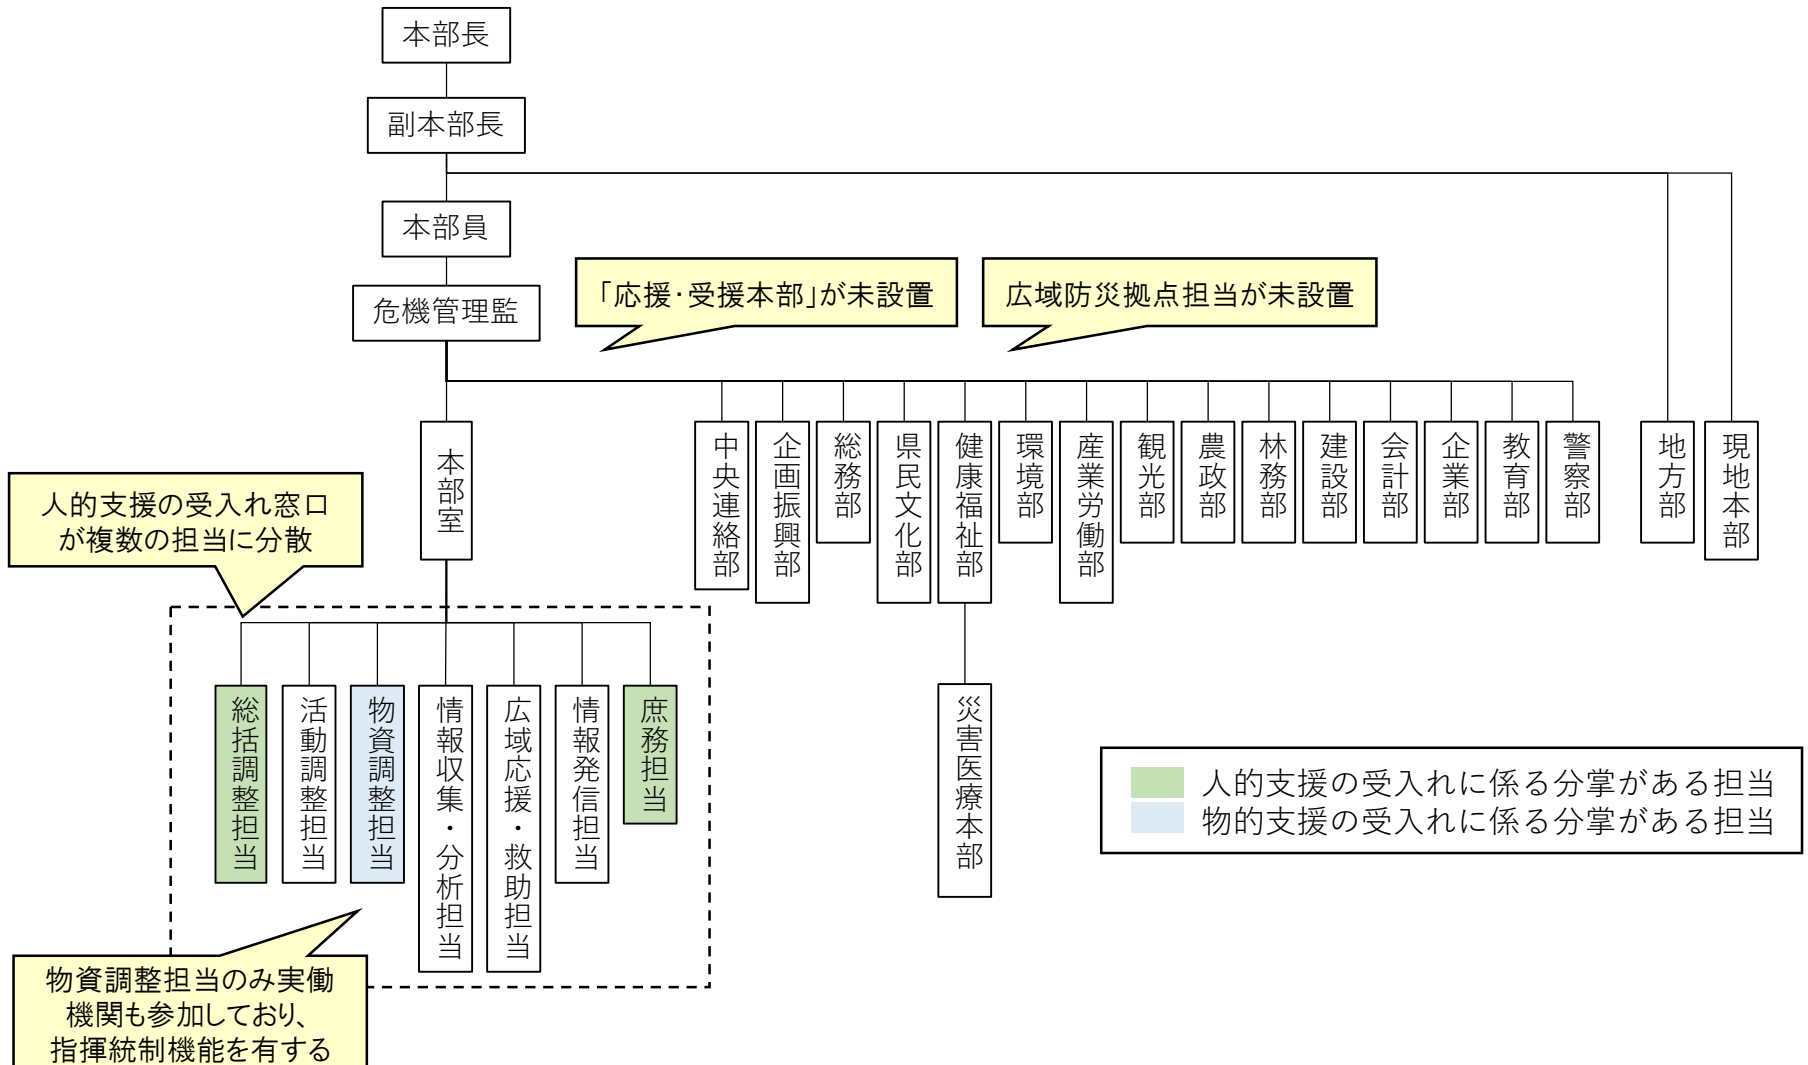 本部長
副本部長
本部員
危機管理監
「応援・受援本部」が未設置
広域防災拠点担当が未設置
本部室
中央連絡部
企画振興部
総務部
県民文化部
健康福祉部
環境部
産業労働部
観光部
農政部
林務部
建設部
会計部
企業部
教育部
警察部
地方部
現地本部
人的支援の受入れ窓口
が複数の担当に分散
総括調整担当
活動調整担当
物資調整担当
情報収集・分析担当
広域応援・救助担当
情報発信担当
庶務担当
災害医療本部
人的支援の受入れに係る分掌がある担当
物的支援の受入れに係る分掌がある担当
物資調整担当のみ実働
機関も参加しており、
指揮統制機能を有する